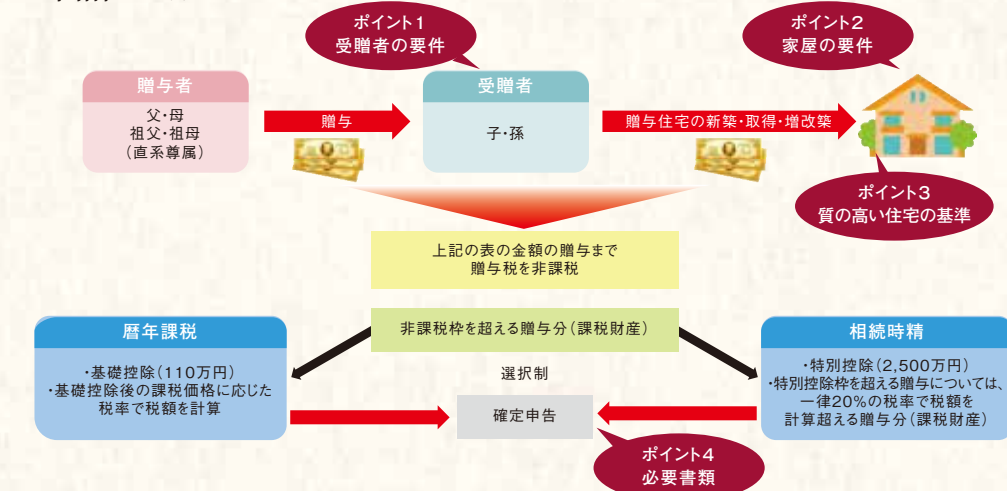 ポイント1
受贈者の要件
ポイント2
家屋の要件
贈与者
父・母
祖父・祖母
(直系尊属)
贈与
受贈者
子・孫
贈与住宅の新築・取得・増改築
ポイント3
質の高い住宅の基準
上記の表の金額の贈与まで
贈与税を非課税
暦年課税
・基礎控除(110万円)
・基礎控除後の課税価格に応じた
税率で税額を計算
非課税枠を超える贈与分(課税財産)
選択制
確定申告
相続時精
・特別控除(2,500万円)
・特別控除枠を超える贈与については、
一律20%の税率で税額を
計算超える贈与分(課税財産)
ポイント4
必要書類